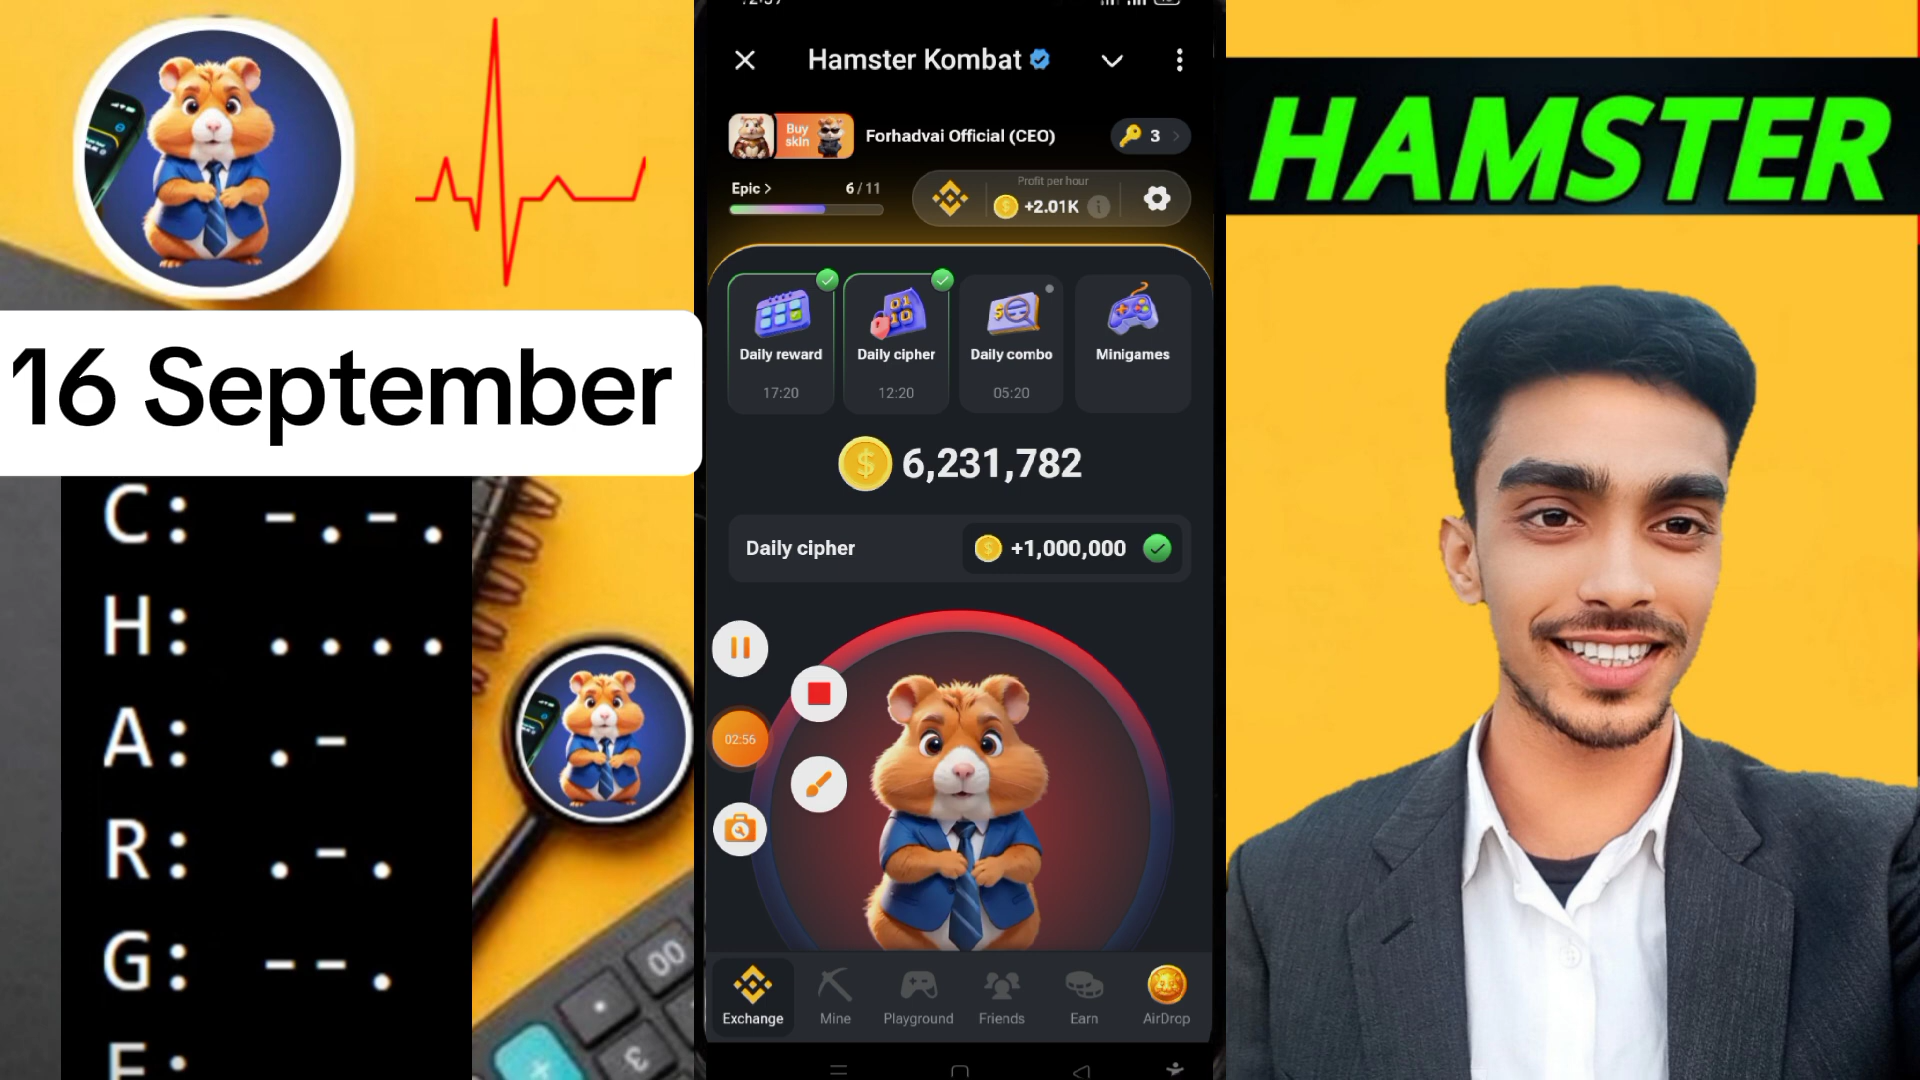 16 September
C: -.-.
H: ....
A: .-
R: .-.
G: --.
E:
Hamster Kombat
Buy
skin
Forhadvai Official (CEO)
3
Epic >
6/11
Profit per hour
+2.01K
Daily reward
17:20
Daily cipher
12:20
Daily combo
05:20
Minigames
6,231,782
Daily cipher
+1,000,000
02:56
Exchange
Mine
Playground
Friends
Earn
AirDrop
HAMSTER
00